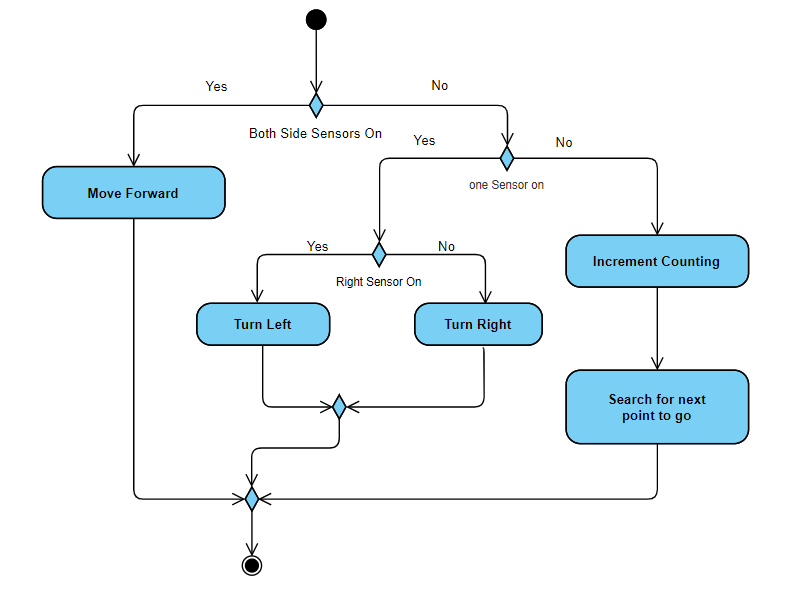 Yes
No
Both Side Sensors On
Yes
No
one Sensor on
Move Forward
Yes
No
Right Sensor On
Increment Counting
Turn Left
Turn Right
Search for next
point to go